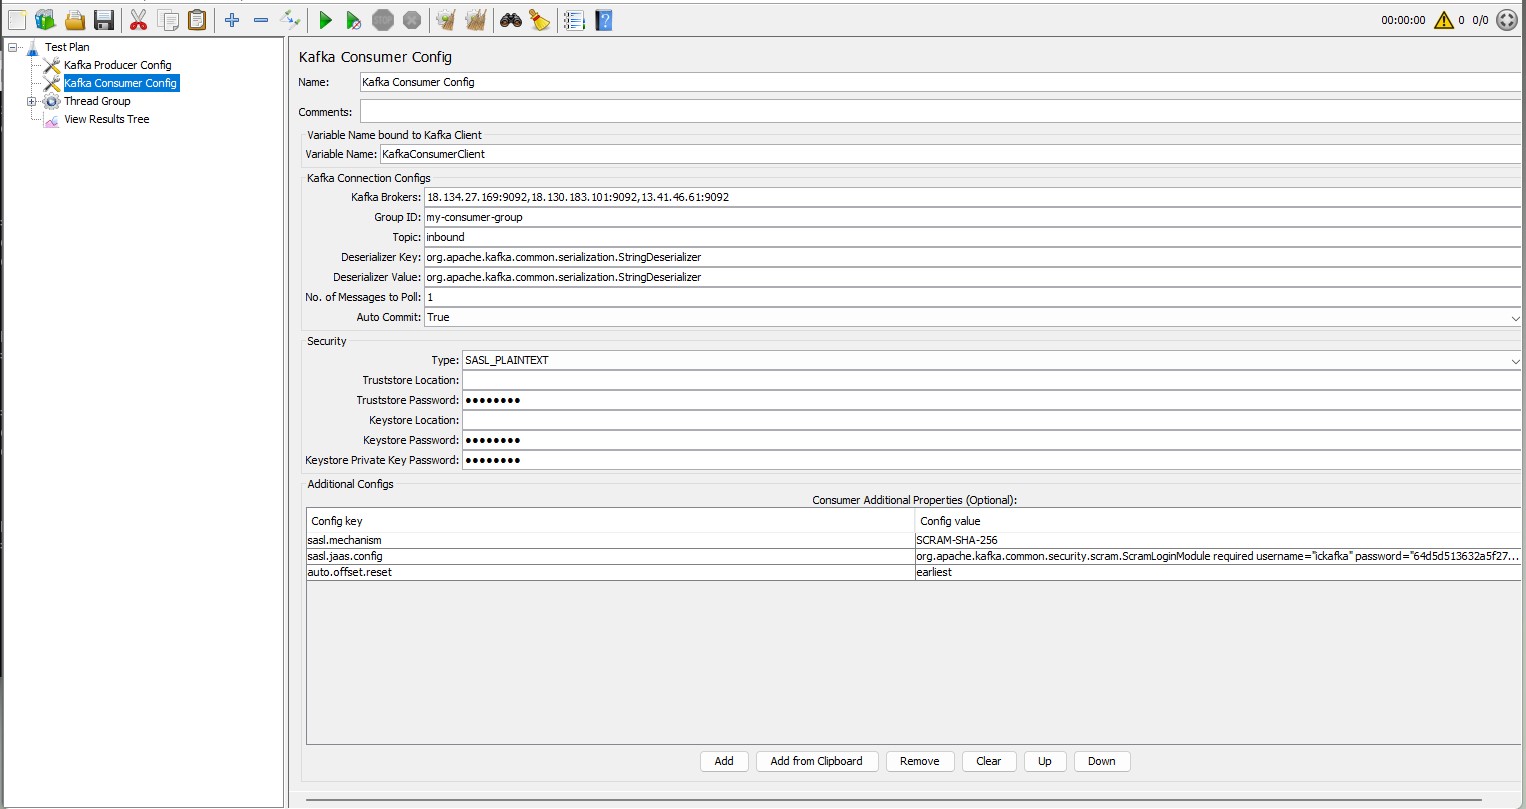 00:00:00 0 0/0
Test Plan
Kafka Producer Config
Kafka Consumer Config
Thread Group
View Results Tree
Kafka Consumer Config
Name: Kafka Consumer Config
Comments:
Variable Name bound to Kafka Client
Variable Name: KafkaConsumerClient
Kafka Connection Configs
Kafka Brokers: 18.134.27.169:9092,18.130.183.101:9092,13.41.46.61:9092
Group ID: my-consumer-group
Topic: inbound
Deserializer Key: org.apache.kafka.common.serialization.StringDeserializer
Deserializer Value: org.apache.kafka.common.serialization.StringDeserializer
No. of Messages to Poll: 1
Auto Commit: True
Security
Type: SASL_PLAINTEXT
Truststore Location:
Truststore Password: ●●●●●●●●
Keystore Location:
Keystore Password: ●●●●●●●●
Keystore Private Key Password: ●●●●●●●●
Additional Configs
Consumer Additional Properties (Optional):
Config key Config value
sasl.mechanism SCRAM-SHA-256
sasl.jaas.config org.apache.kafka.common.security.scram.ScramLoginModule required username="ickafka" password="64d5d513632a5f27...
auto.offset.reset earliest
Add Add from Clipboard Remove Clear Up Down